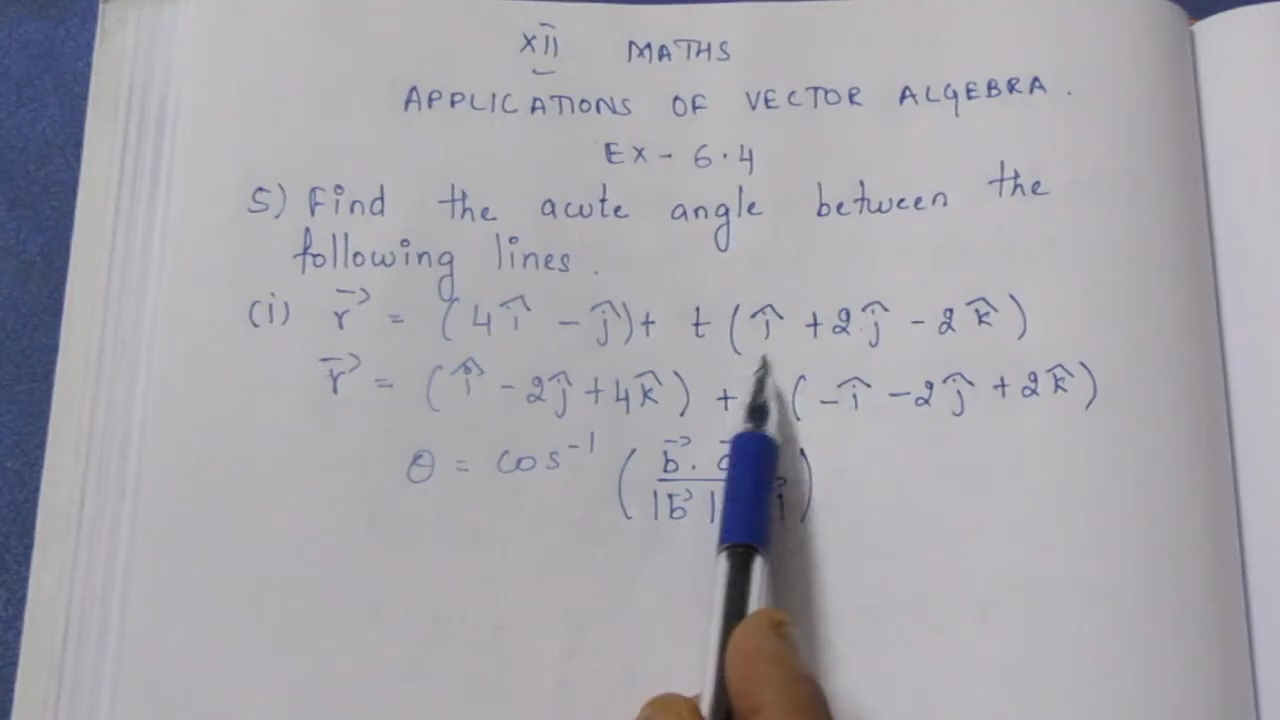 XII MATHS
APPLICATIONS OF VECTOR ALGEBRA.
EX - 6.4
5) Find the acute angle between the
following lines.
(i) r⃗ = (4î - ĵ) + t (î + 2ĵ - 2k̂)
r⃗ = (î - 2ĵ + 4k̂) + (-î - 2ĵ + 2k̂)
θ = cos⁻¹ (b⃗ . / |b⃗| )